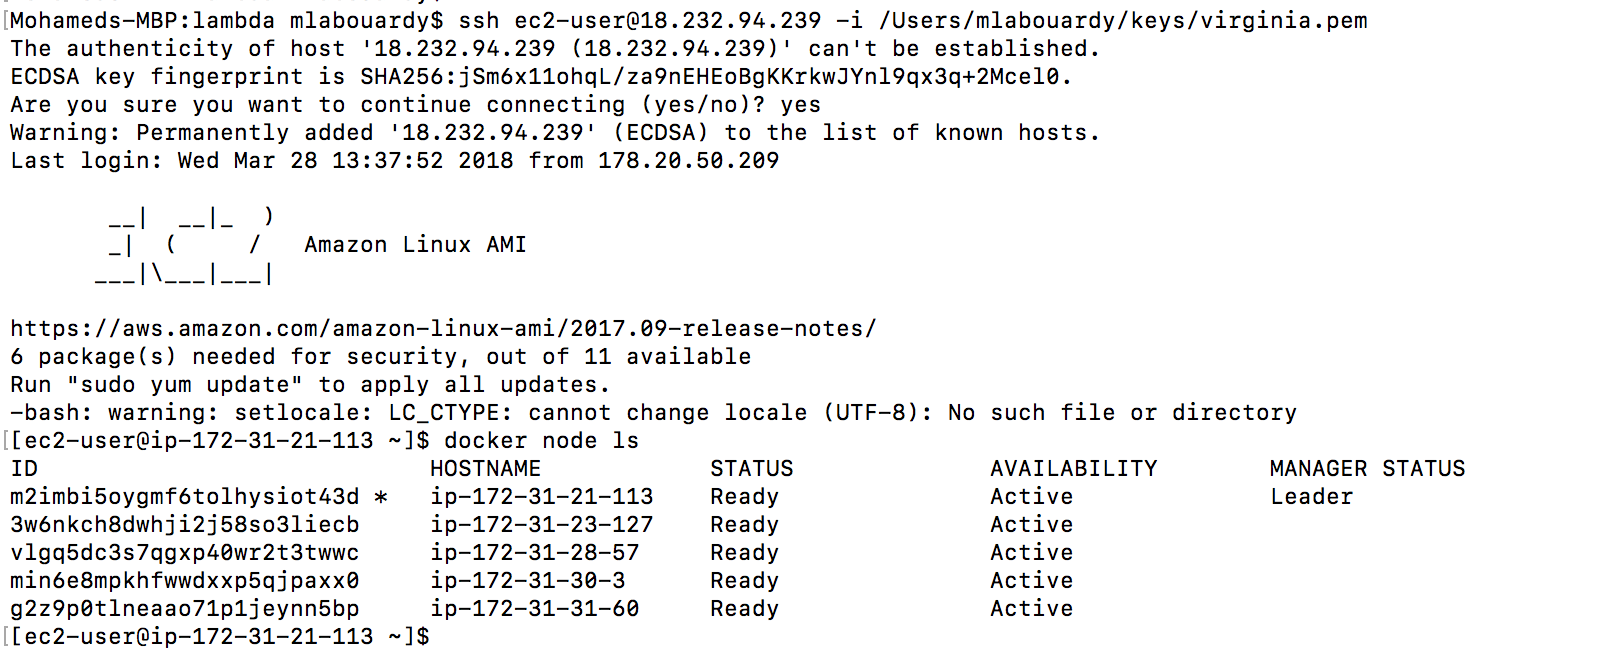 [Mohameds-MBP:lambda mlabouardy$ ssh ec2-user@18.232.94.239 -i /Users/mlabouardy/keys/virginia.pem
The authenticity of host '18.232.94.239 (18.232.94.239)' can't be established.
ECDSA key fingerprint is SHA256:jSm6x11ohqL/za9nEHEoBgKKrkwJYnl9qx3q+2Mcel0.
Are you sure you want to continue connecting (yes/no)? yes
Warning: Permanently added '18.232.94.239' (ECDSA) to the list of known hosts.
Last login: Wed Mar 28 13:37:52 2018 from 178.20.50.209
       __|  __|_  )
       _|  (     /   Amazon Linux AMI
      ___|\___|___|
https://aws.amazon.com/amazon-linux-ami/2017.09-release-notes/
6 package(s) needed for security, out of 11 available
Run "sudo yum update" to apply all updates.
-bash: warning: setlocale: LC_CTYPE: cannot change locale (UTF-8): No such file or directory
[[ec2-user@ip-172-31-21-113 ~]$ docker node ls
ID                            HOSTNAME            STATUS              AVAILABILITY        MANAGER STATUS
m2imbi5oygmf6tolhysiot43d *   ip-172-31-21-113    Ready               Active              Leader
3w6nkch8dwhji2j58so3liecb     ip-172-31-23-127    Ready               Active
vlgq5dc3s7qgxp40wr2t3twwc     ip-172-31-28-57     Ready               Active
min6e8mpkhfwwdxxp5qjpaxx0     ip-172-31-30-3      Ready               Active
g2z9p0tlneaao71p1jeynn5bp     ip-172-31-31-60     Ready               Active
[[ec2-user@ip-172-31-21-113 ~]$